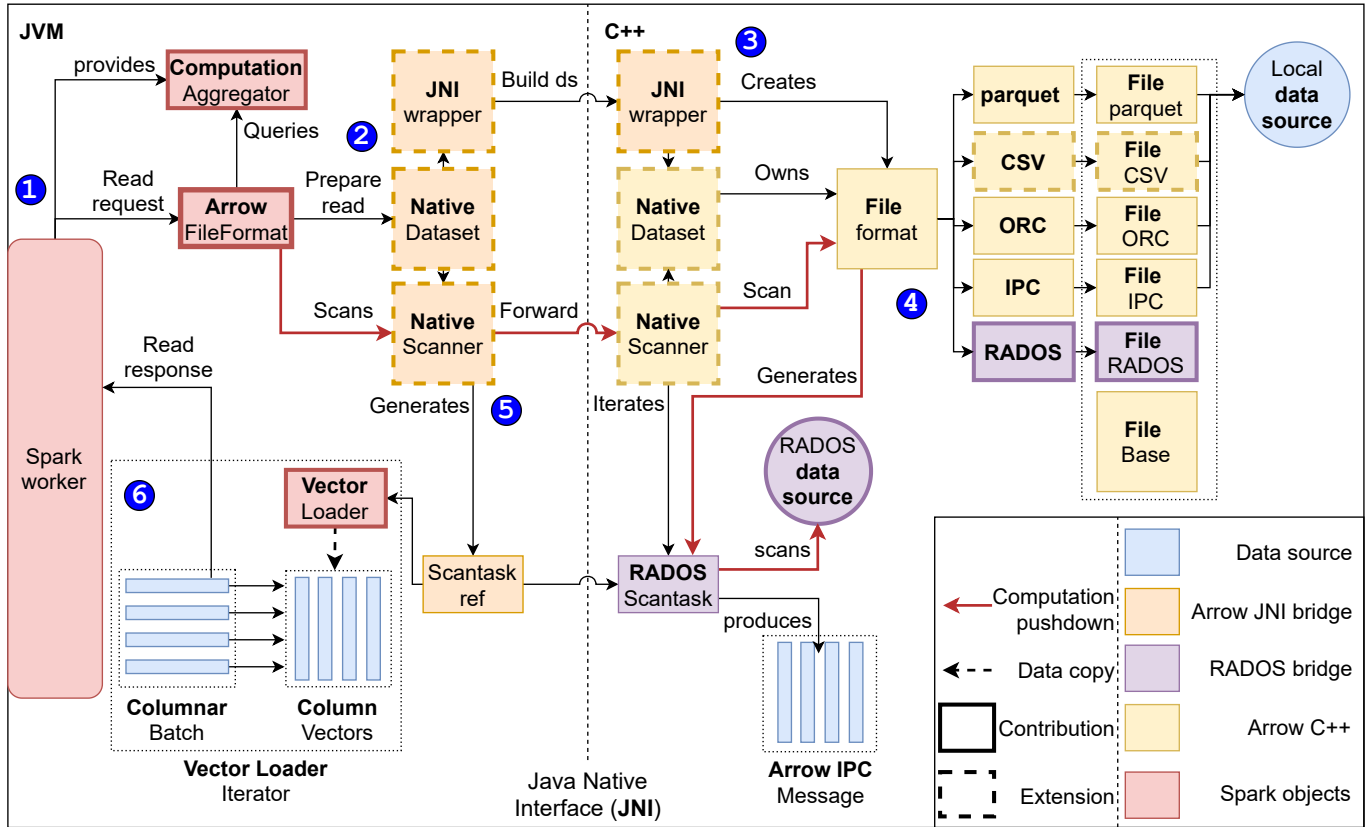 JVM
C++
provides
Computation
Aggregator
Queries
JNI
wrapper
Build ds
JNI
wrapper
3
Creates
2
1
Read
request
Arrow
FileFormat
Prepare
read
Native
Dataset
Native
Dataset
Owns
File
format
parquet
File
parquet
CSV
File
CSV
ORC
File
ORC
IPC
File
IPC
RADOS
File
RADOS
File
Base
Local
data
source
4
Scans
Native
Scanner
Forward
Native
Scanner
Scan
Generates
Read
response
Generates
5
Iterates
RADOS
data
source
Spark
worker
6
Vector
Loader
Scantask
ref
RADOS
Scantask
scans
produces
Columnar
Batch
Column
Vectors
Vector Loader
Iterator
Java Native
Interface (JNI)
Arrow IPC
Message
Computation
pushdown
Data copy
Contribution
Extension
Data source
Arrow JNI bridge
RADOS bridge
Arrow C++
Spark objects